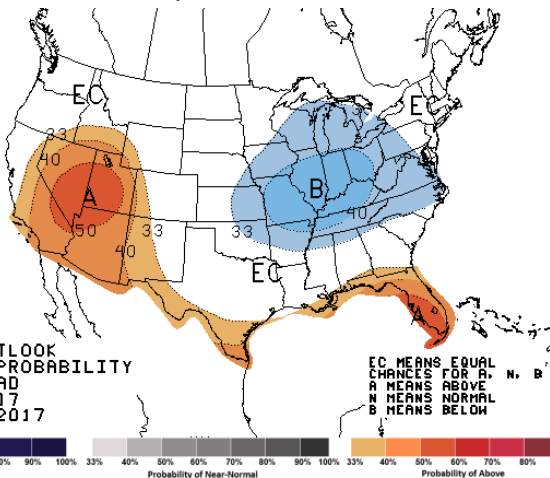 EC
EC
33
40
A
50
40
33
B
33
33
40
EC
A
TLOOK
PROBABILITY
AD
17
2017
EC MEANS EQUAL
CHANCES FOR A, N, B
A MEANS ABOVE
N MEANS NORMAL
B MEANS BELOW
0% 90% 100% 33% 40% 50% 60% 70% 80% 90% 100% 33% 40% 50% 60% 70% 80%
Probability of Near-Normal Probability of Above